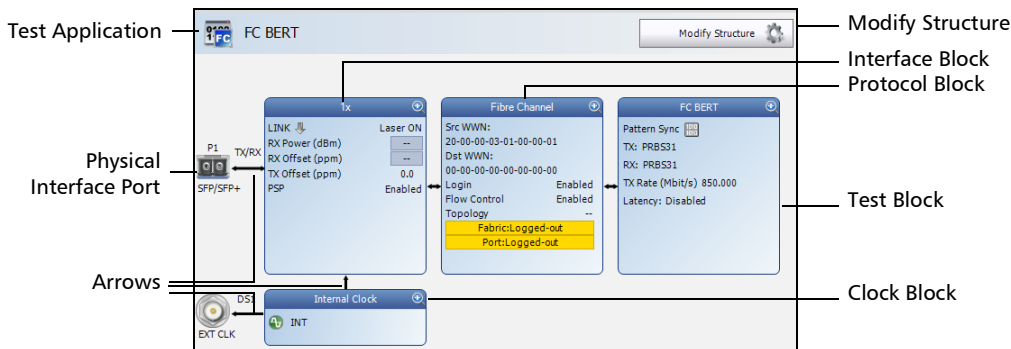 Test Application
FC BERT
Modify Structure
Modify Structure
Interface Block
Protocol Block
1x
Fibre Channel
FC BERT
P1
TX/RX
SFP/SFP+
Physical
Interface Port
LINK Laser ON
RX Power (dBm) --
RX Offset (ppm) --
TX Offset (ppm) 0.0
PSP Enabled
Src WWN:
20-00-00-03-01-00-00-01
Dst WWN:
00-00-00-00-00-00-00-00
Login Enabled
Flow Control Enabled
Topology --
Fabric:Logged-out
Port:Logged-out
Pattern Sync
TX: PRBS31
RX: PRBS31
TX Rate (Mbit/s) 850.000
Latency: Disabled
Test Block
Arrows
DS1
EXT CLK
Internal Clock
INT
Clock Block